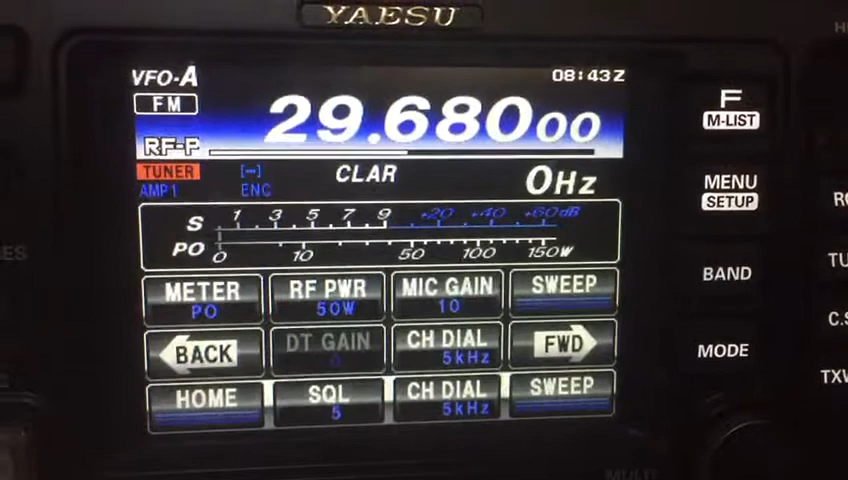 YAESU
VFO-A
08:43Z
FM
29.680 00
RF-P
TUNER
[---]
CLAR
0Hz
AMP1
ENC
S 1 3 5 7 9 +20 +40 +60dB
PO 0 10 50 100 150W
METER
PO
RF PWR
50W
MIC GAIN
10
SWEEP
BACK
DT GAIN
0
CH DIAL
5kHz
FWD
HOME
SQL
5
CH DIAL
5kHz
SWEEP
F
M-LIST
MENU
SETUP
BAND
MODE